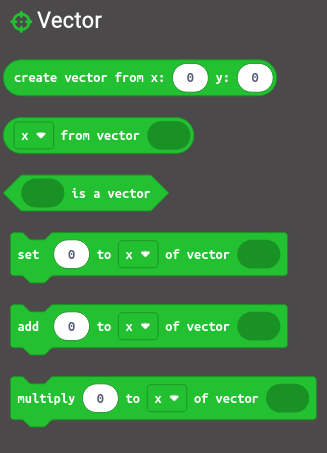 Vector
create vector from x: 0 y: 0
x from vector
is a vector
set 0 to x of vector
add 0 to x of vector
multiply 0 to x of vector